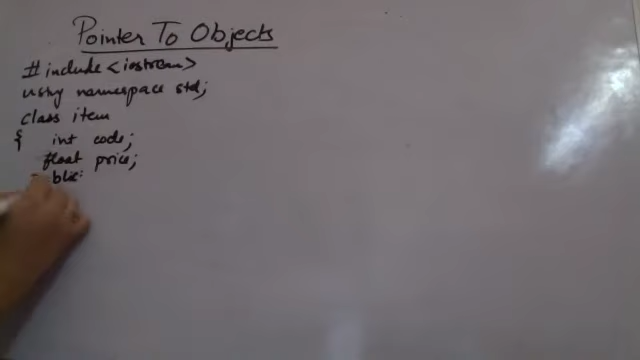 Pointer To Objects
#include <iostream>
using namespace std;
class item
{ int code;
float price;
blic: